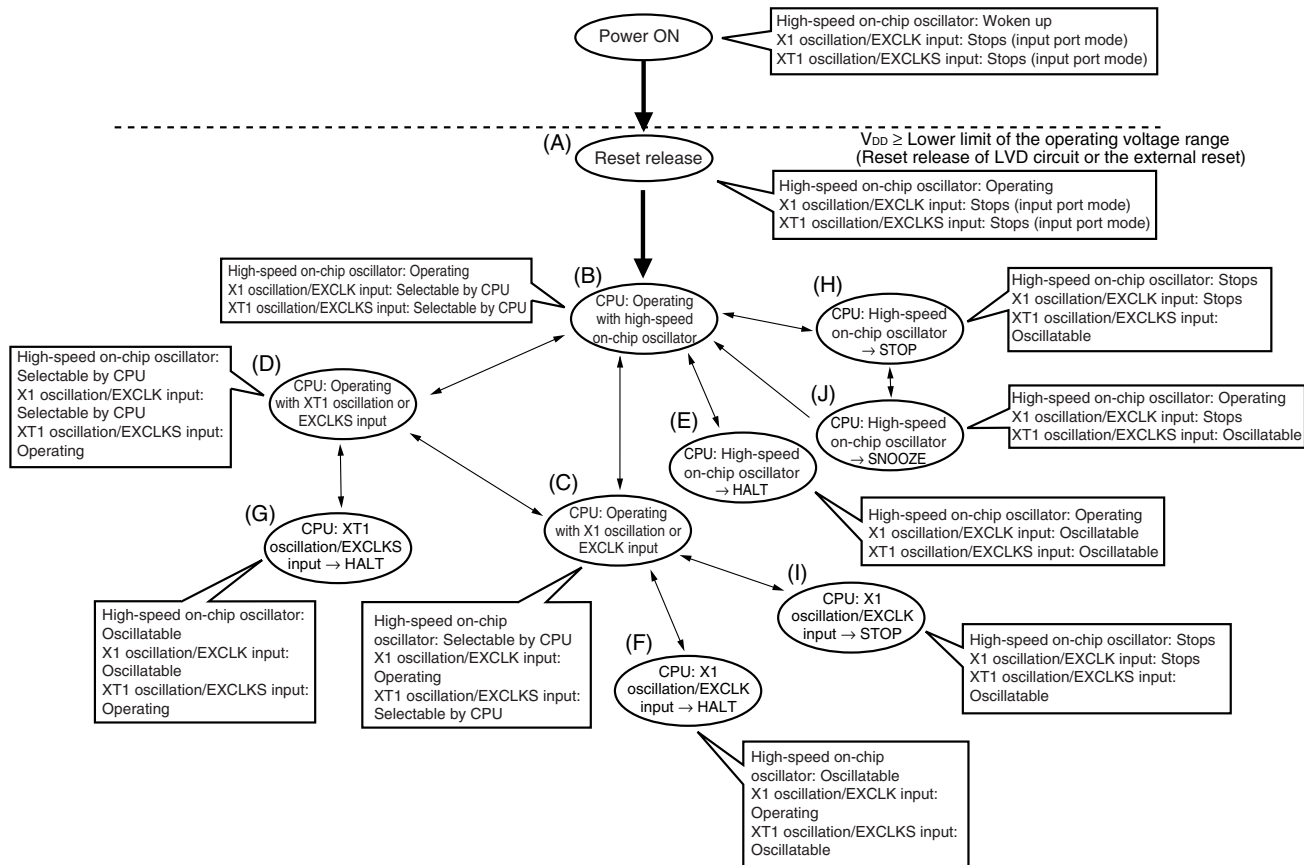 Power ON
High-speed on-chip oscillator: Woken up
X1 oscillation/EXCLK input: Stops (input port mode)
XT1 oscillation/EXCLKS input: Stops (input port mode)
VDD ≥ Lower limit of the operating voltage range
(Reset release of LVD circuit or the external reset)
(A)
Reset release
High-speed on-chip oscillator: Operating
X1 oscillation/EXCLK input: Stops (input port mode)
XT1 oscillation/EXCLKS input: Stops (input port mode)
High-speed on-chip oscillator: Operating
X1 oscillation/EXCLK input: Selectable by CPU
XT1 oscillation/EXCLKS input: Selectable by CPU
(B)
CPU: Operating
with high-speed
on-chip oscillator
(H)
CPU: High-speed
on-chip oscillator
→ STOP
High-speed on-chip oscillator: Stops
X1 oscillation/EXCLK input: Stops
XT1 oscillation/EXCLKS input:
Oscillatable
High-speed on-chip oscillator:
Selectable by CPU
X1 oscillation/EXCLK input:
Selectable by CPU
XT1 oscillation/EXCLKS input:
Operating
(D)
CPU: Operating
with XT1 oscillation or
EXCLKS input
(J)
CPU: High-speed
on-chip oscillator
→ SNOOZE
High-speed on-chip oscillator: Operating
X1 oscillation/EXCLK input: Stops
XT1 oscillation/EXCLKS input: Oscillatable
(E)
CPU: High-speed
on-chip oscillator
→ HALT
High-speed on-chip oscillator: Operating
X1 oscillation/EXCLK input: Oscillatable
XT1 oscillation/EXCLKS input: Oscillatable
(C)
CPU: Operating
with X1 oscillation or
EXCLK input
(G)
CPU: XT1
oscillation/EXCLKS
input → HALT
High-speed on-chip oscillator:
Oscillatable
X1 oscillation/EXCLK input:
Oscillatable
XT1 oscillation/EXCLKS input:
Operating
High-speed on-chip
oscillator: Selectable by CPU
X1 oscillation/EXCLK input:
Operating
XT1 oscillation/EXCLKS input:
Selectable by CPU
(I)
CPU: X1
oscillation/EXCLK
input → STOP
High-speed on-chip oscillator: Stops
X1 oscillation/EXCLK input: Stops
XT1 oscillation/EXCLKS input:
Oscillatable
(F)
CPU: X1
oscillation/EXCLK
input → HALT
High-speed on-chip
oscillator: Oscillatable
X1 oscillation/EXCLK input:
Operating
XT1 oscillation/EXCLKS input:
Oscillatable